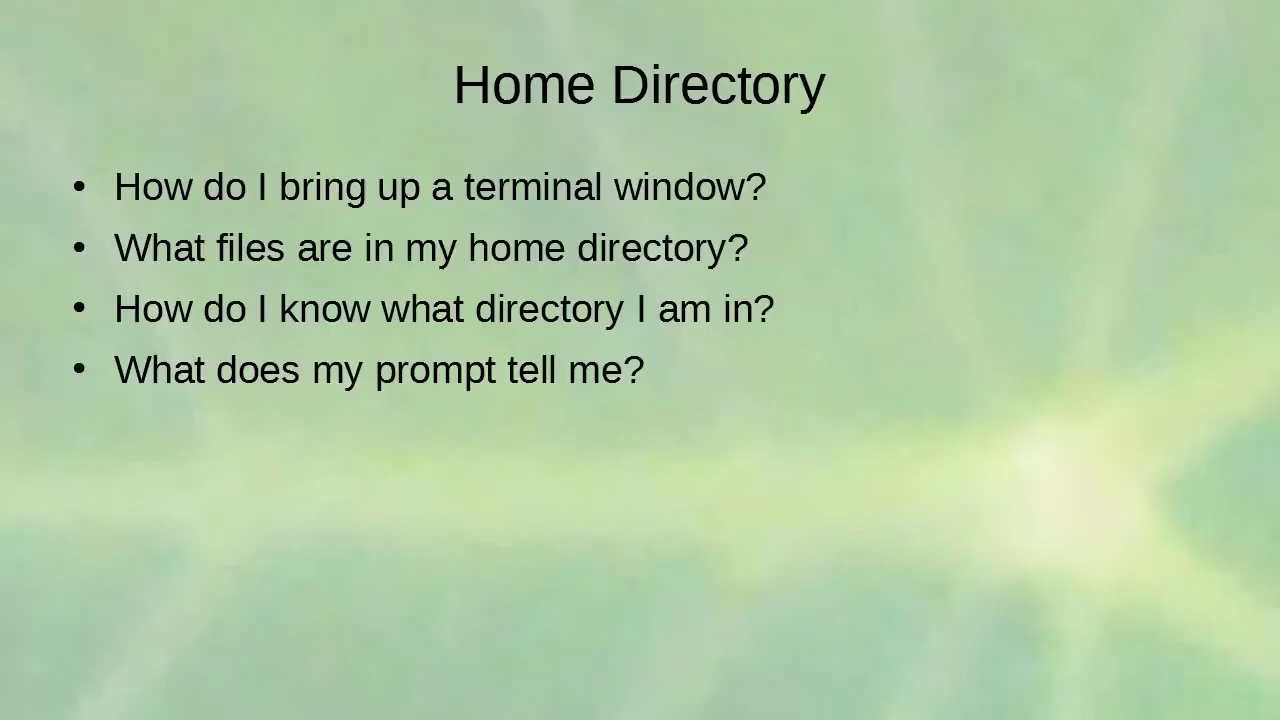 Home Directory
• How do I bring up a terminal window?
• What files are in my home directory?
• How do I know what directory I am in?
• What does my prompt tell me?